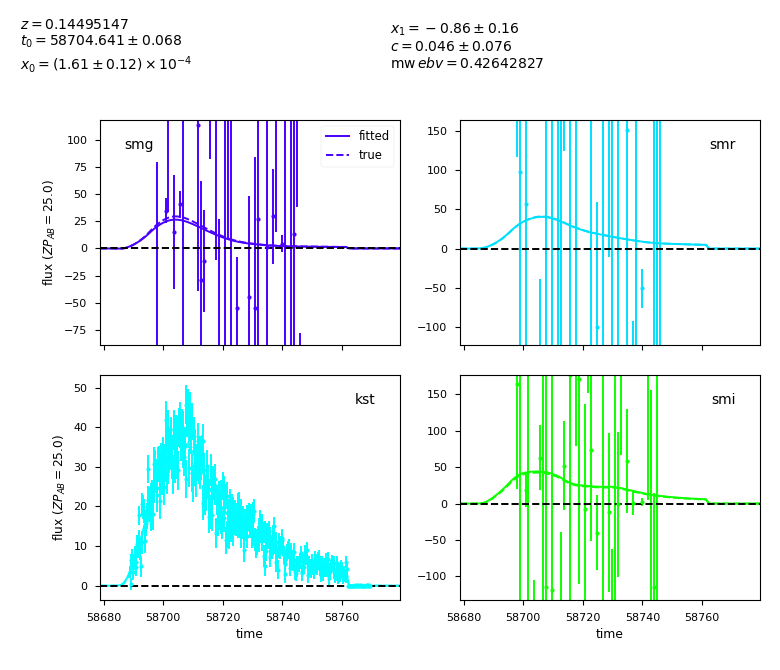 z = 0.14495147
t₀ = 58704.641 ± 0.068
x₀ = (1.61 ± 0.12) × 10⁻⁴
x₁ = −0.86 ± 0.16
c = 0.046 ± 0.076
mw ebv = 0.42642827
smg
fitted
true
100
75
50
25
0
−25
−50
−75
flux (ZP_AB = 25.0)
smr
150
100
50
0
−50
−100
kst
50
40
30
20
10
0
flux (ZP_AB = 25.0)
58680
58700
58720
58740
58760
time
smi
150
100
50
0
−50
−100
58680
58700
58720
58740
58760
time